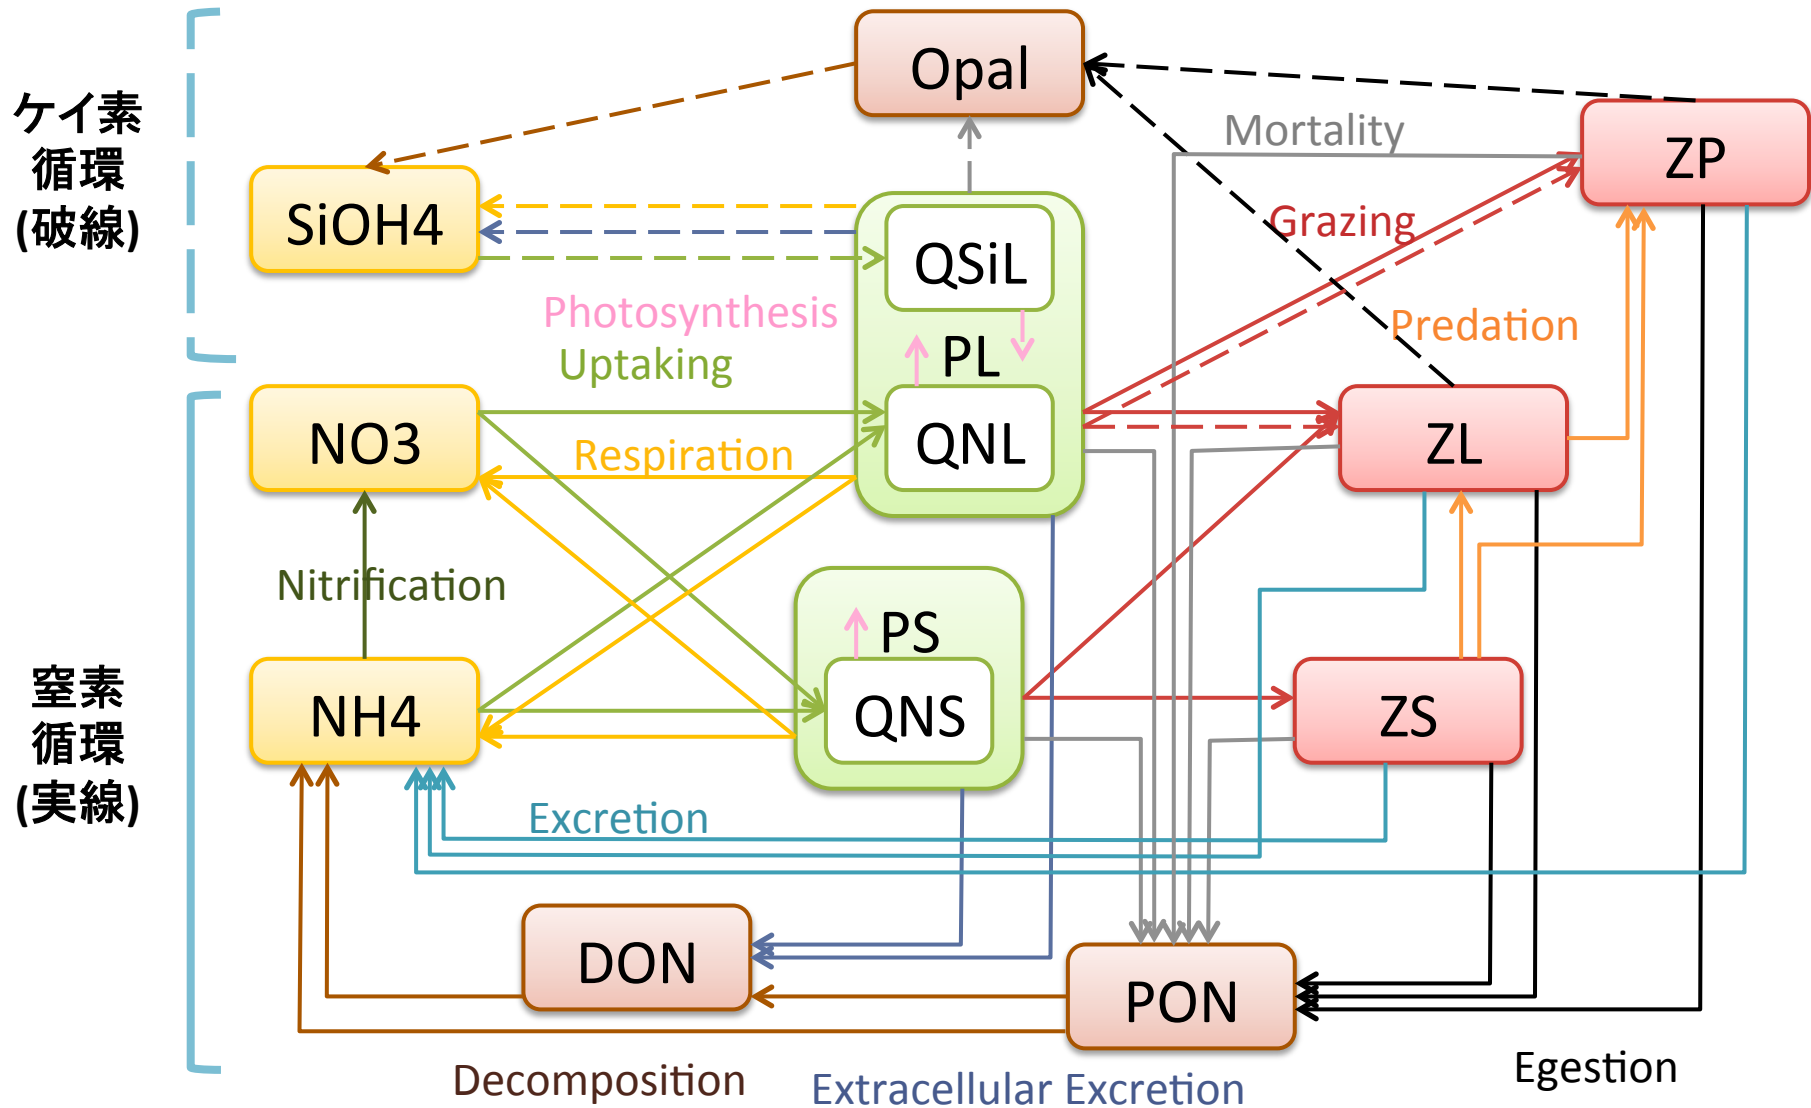 Opal
ケイ素
循環
(破線)
Mortality
ZP
SiOH4
Grazing
QSiL
Photosynthesis
Predation
PL
Uptaking
NO3
Respiration
QNL
ZL
Nitrification
PS
窒素
循環
(実線)
NH4
QNS
ZS
Excretion
DON
PON
Decomposition
Extracellular Excretion
Egestion